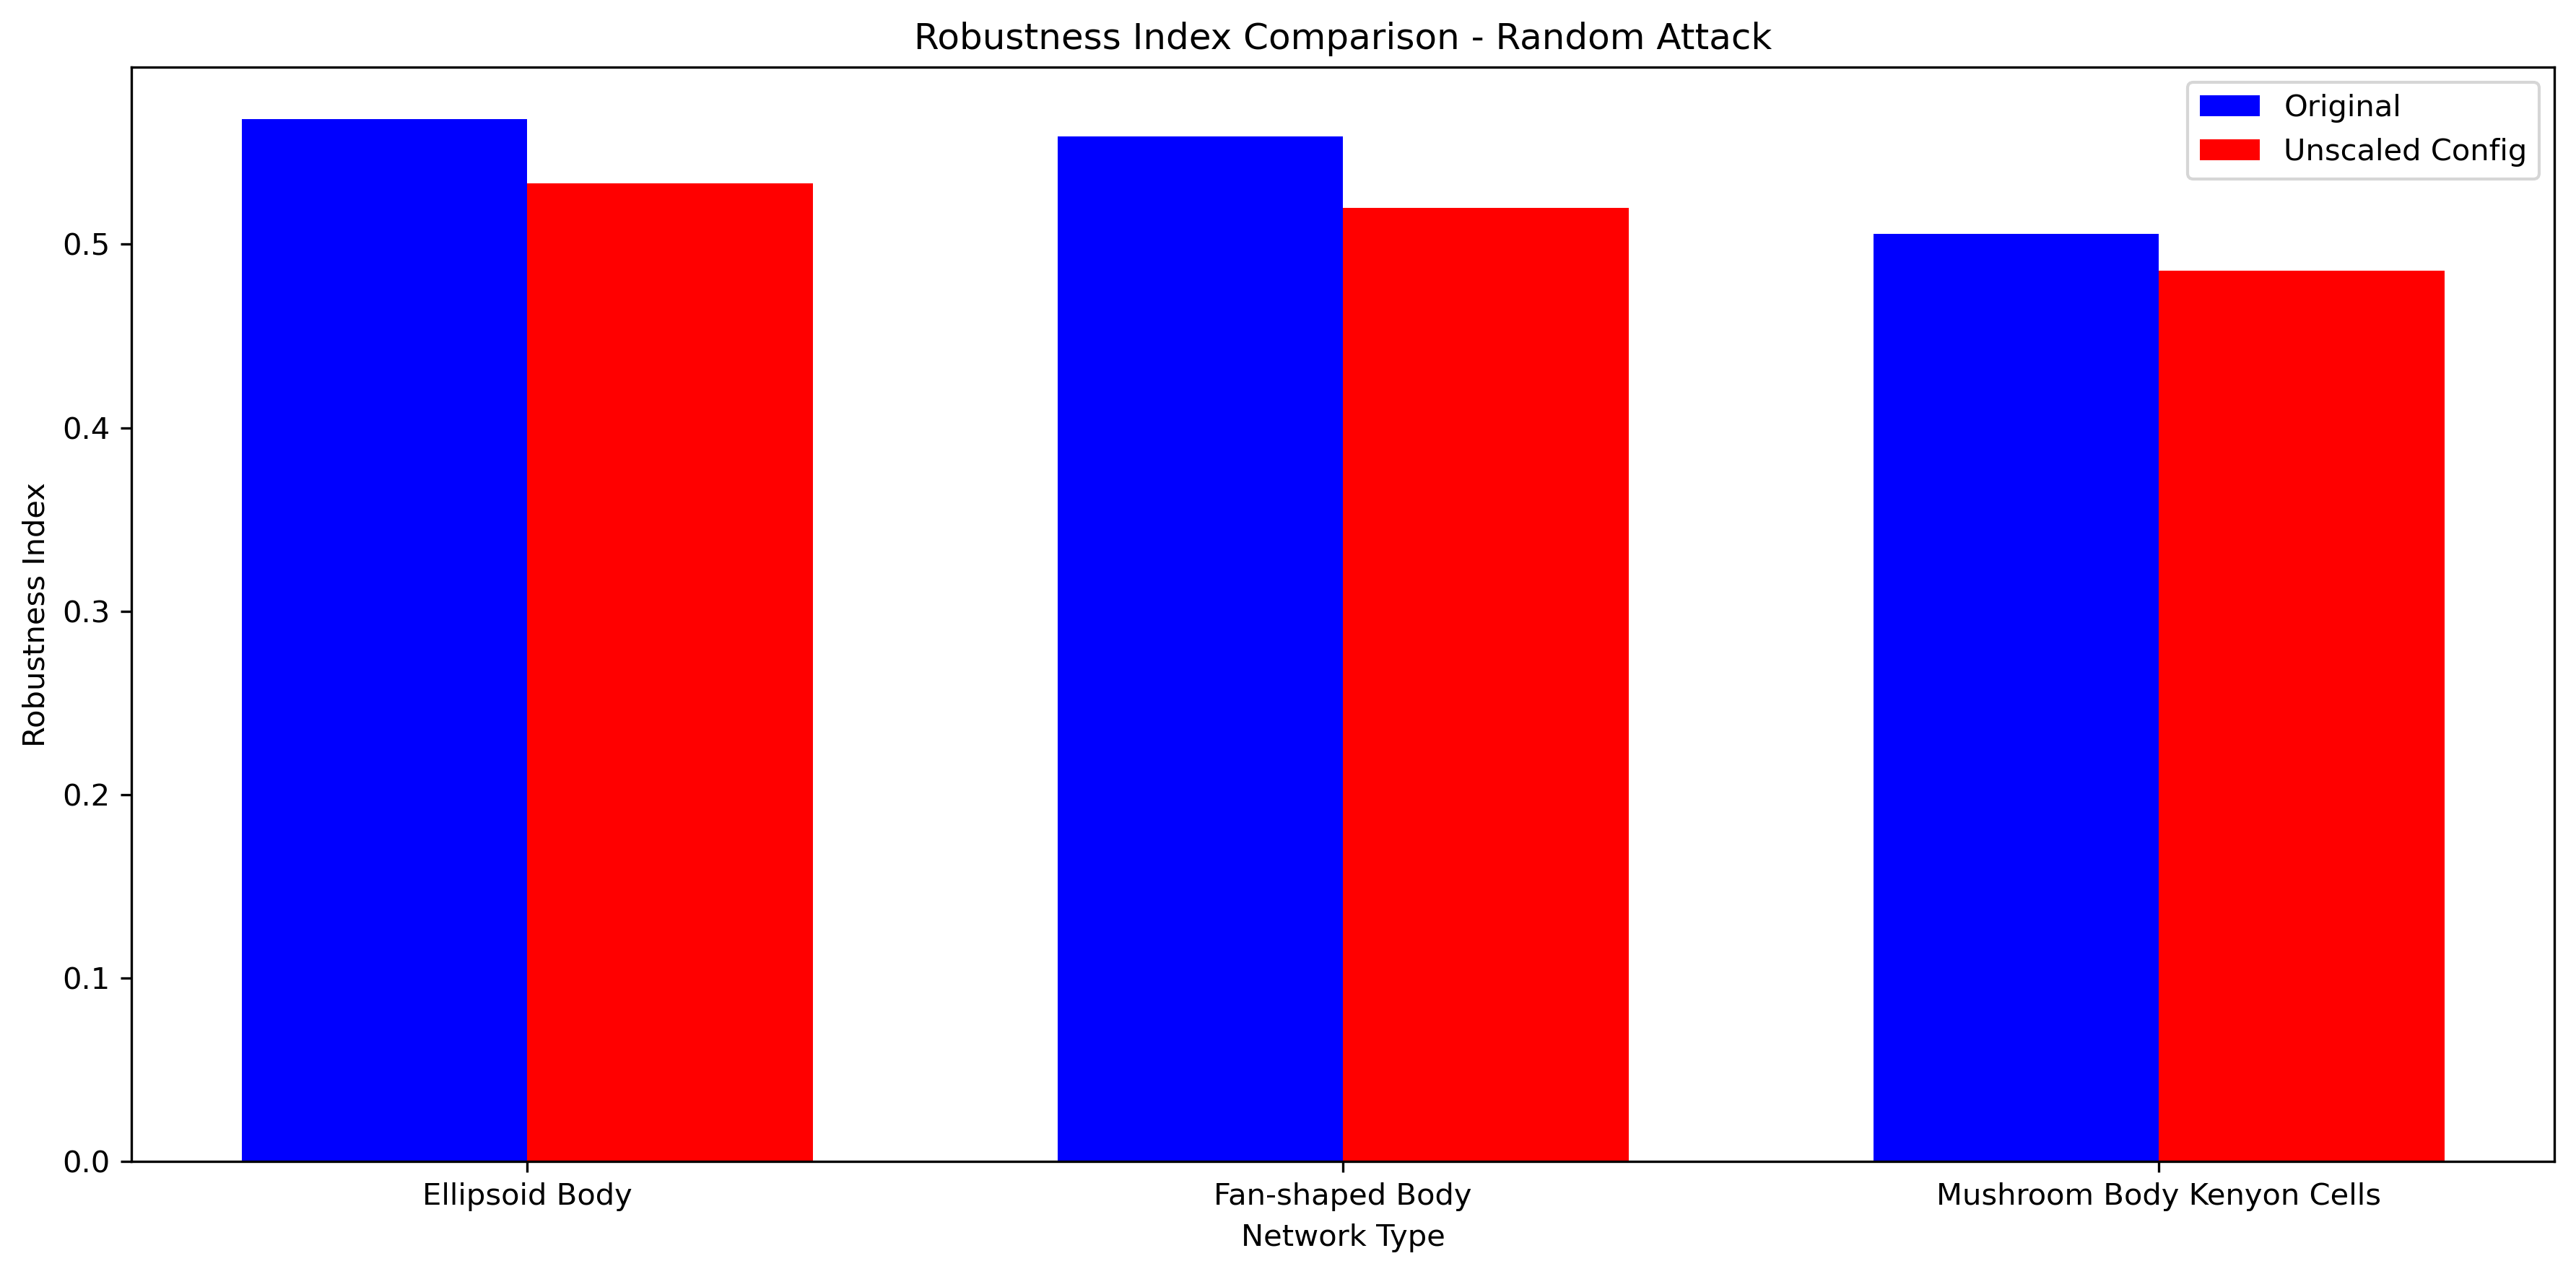 Robustness Index Comparison - Random Attack
Original
Unscaled Config
Robustness Index
0.5
0.4
0.3
0.2
0.1
0.0
Ellipsoid Body
Fan-shaped Body
Mushroom Body Kenyon Cells
Network Type